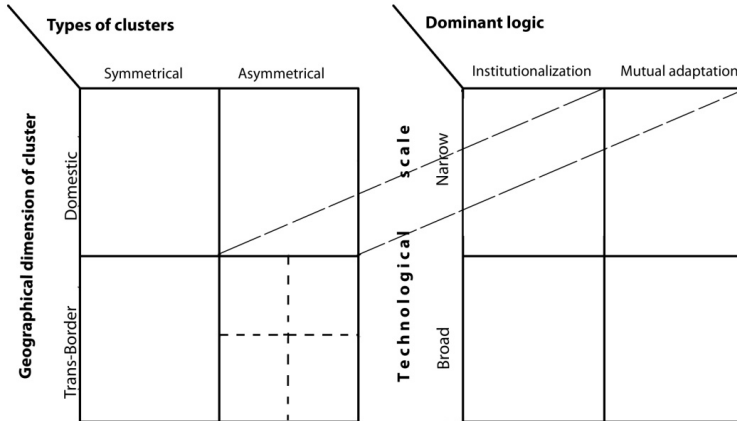 Types of clusters
Dominant logic
Symmetrical
Asymmetrical
Institutionalization
Mutual adaptation
Geographical dimension of cluster
Domestic
Trans-Border
Technological scale
Narrow
Broad